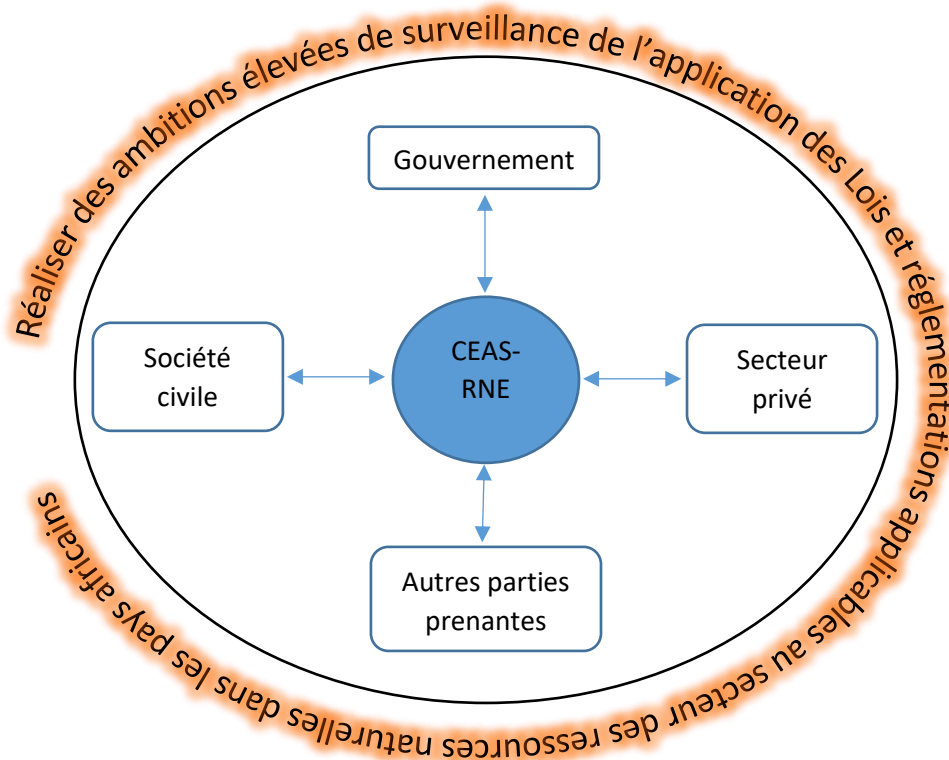 Réaliser des ambitions élevées de surveillance de l’application des Lois et réglementations applicables au secteur des ressources naturelles dans les pays africains
Gouvernement
Société
civile
CEAS-
RNE
Secteur
privé
Autres parties
prenantes